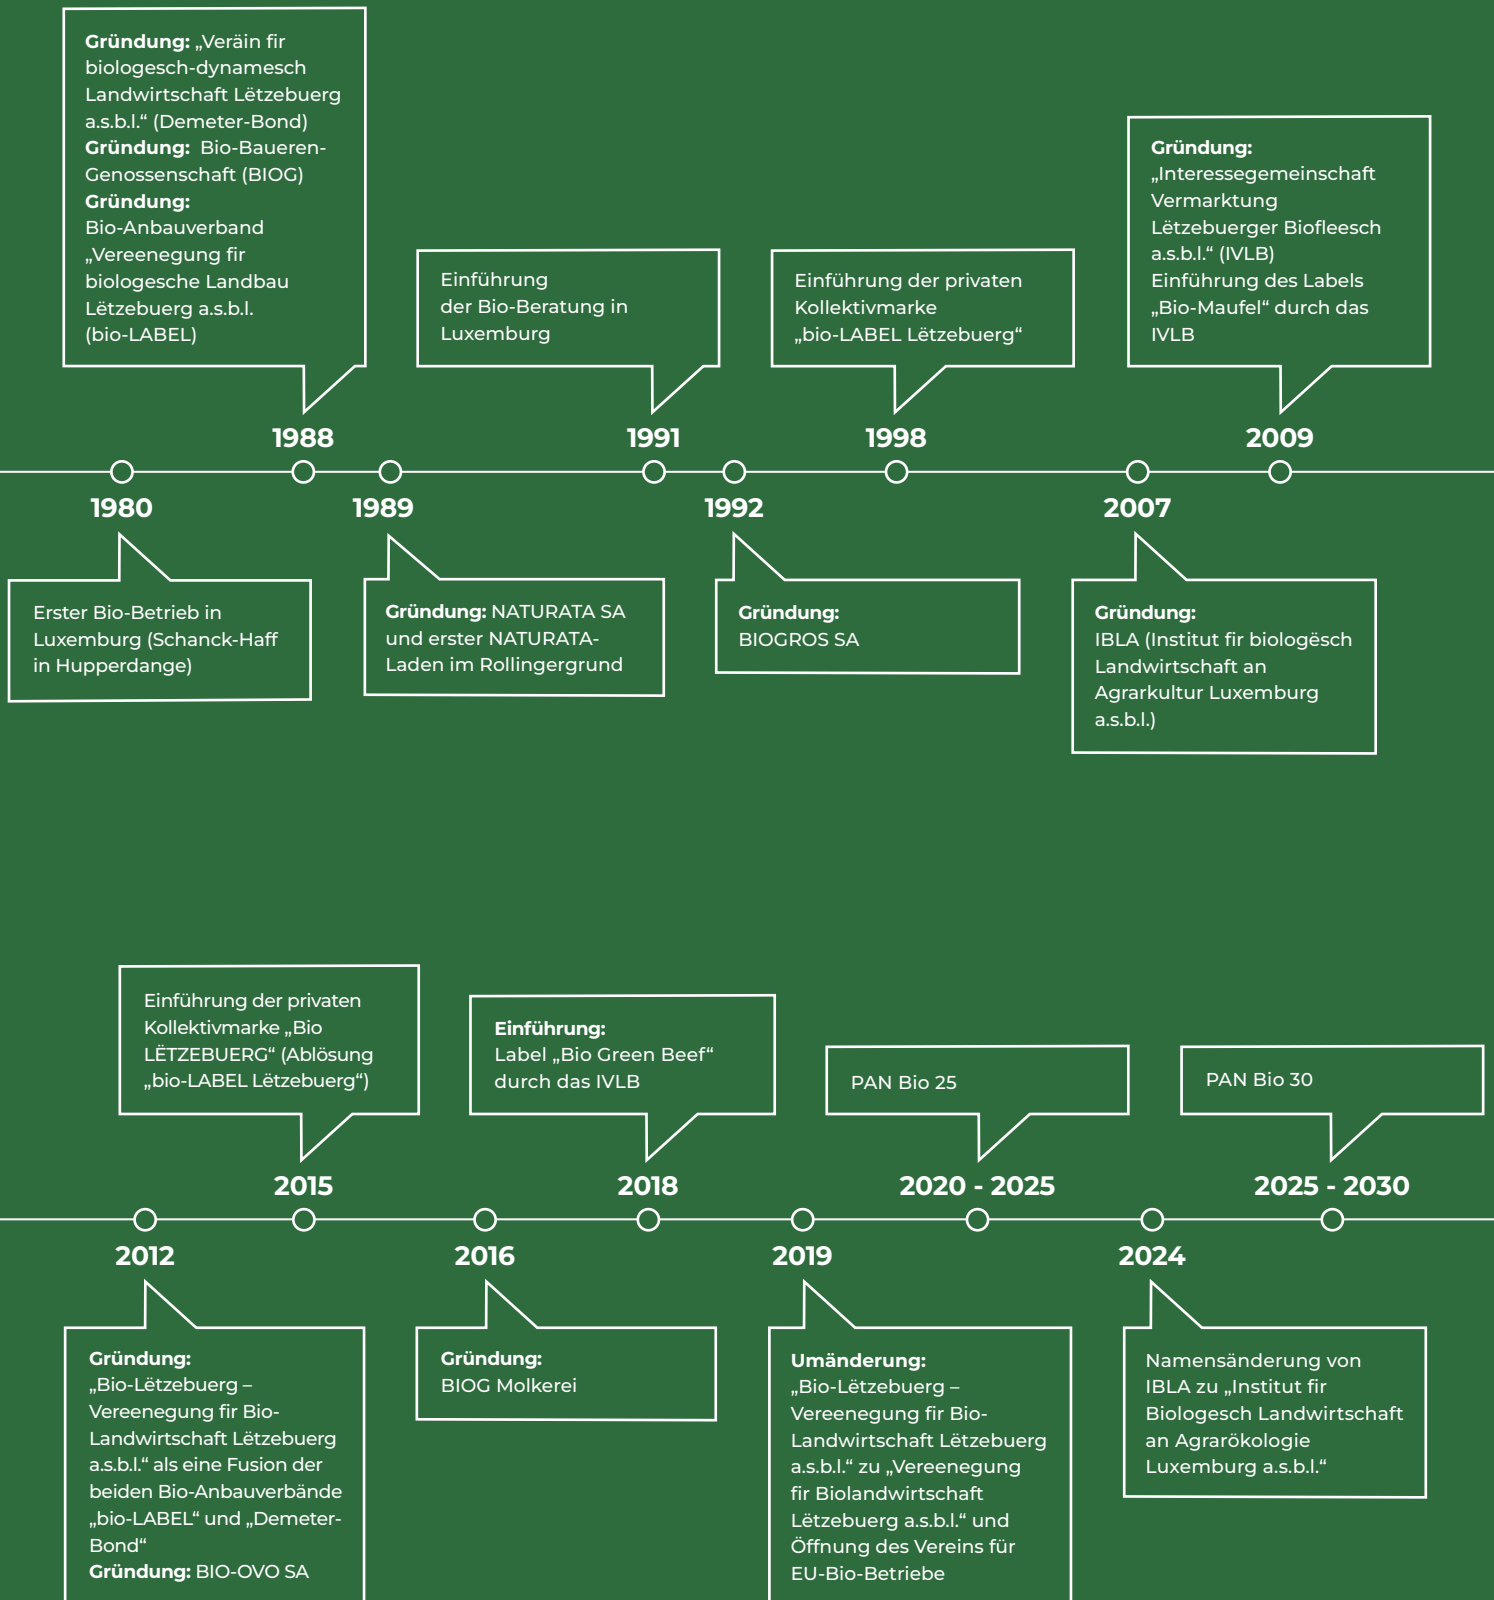 Gründung: „Veräin fir
biologesch-dynamesch
Landwirtschaft Lëtzebuerg
a.s.b.l.“ (Demeter-Bond)
Gründung: Bio-Baueren-
Genossenschaft (BIOG)
Gründung:
Bio-Anbauverband
„Vereenegung fir
biologesche Landbau
Lëtzebuerg a.s.b.l.
(bio-LABEL)
1988
Einführung
der Bio-Beratung in
Luxemburg
1991
Einführung der privaten
Kollektivmarke
„bio-LABEL Lëtzebuerg“
1998
Gründung:
„Interessegemeinschaft
Vermarktung
Lëtzebuerger Biofleesch
a.s.b.l.“ (IVLB)
Einführung des Labels
„Bio-Maufel“ durch das
IVLB
2009
1980
Erster Bio-Betrieb in
Luxemburg (Schanck-Haff
in Hupperdange)
1989
Gründung: NATURATA SA
und erster NATURATA-
Laden im Rollingergrund
1992
Gründung:
BIOGROS SA
2007
Gründung:
IBLA (Institut fir biologësch
Landwirtschaft an
Agrarkultur Luxemburg
a.s.b.l.)
Einführung der privaten
Kollektivmarke „Bio
LËTZEBUERG“ (Ablösung
„bio-LABEL Lëtzebuerg“)
2015
Einführung:
Label „Bio Green Beef“
durch das IVLB
2018
PAN Bio 25
2020 - 2025
PAN Bio 30
2025 - 2030
2012
Gründung:
„Bio-Lëtzebuerg –
Vereenegung fir Bio-
Landwirtschaft Lëtzebuerg
a.s.b.l.“ als eine Fusion der
beiden Bio-Anbauverbände
„bio-LABEL“ und „Demeter-
Bond“
Gründung: BIO-OVO SA
2016
Gründung:
BIOG Molkerei
2019
Umänderung:
„Bio-Lëtzebuerg –
Vereenegung fir Bio-
Landwirtschaft Lëtzebuerg
a.s.b.l.“ zu „Vereenegung
fir Biolandwirtschaft
Lëtzebuerg a.s.b.l.“ und
Öffnung des Vereins für
EU-Bio-Betriebe
2024
Namensänderung von
IBLA zu „Institut fir
Biologesch Landwirtschaft
an Agrarökologie
Luxemburg a.s.b.l.“